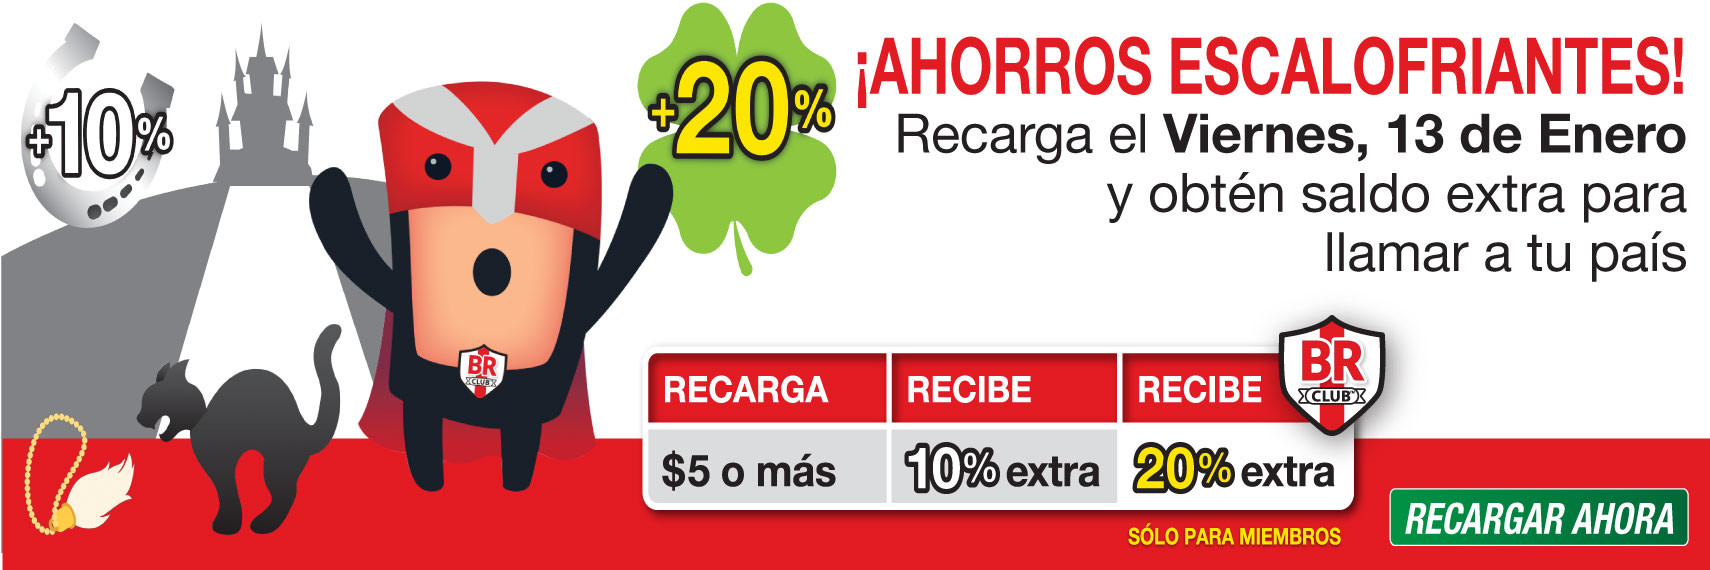 +10%
+20%
¡AHORROS ESCALOFRIANTES!
Recarga el Viernes, 13 de Enero
y obtén saldo extra para
llamar a tu país
BR
CLUB
RECARGA RECIBE RECIBE BR CLUB™
$5 o más 10% extra 20% extra
SÓLO PARA MIEMBROS
RECARGAR AHORA